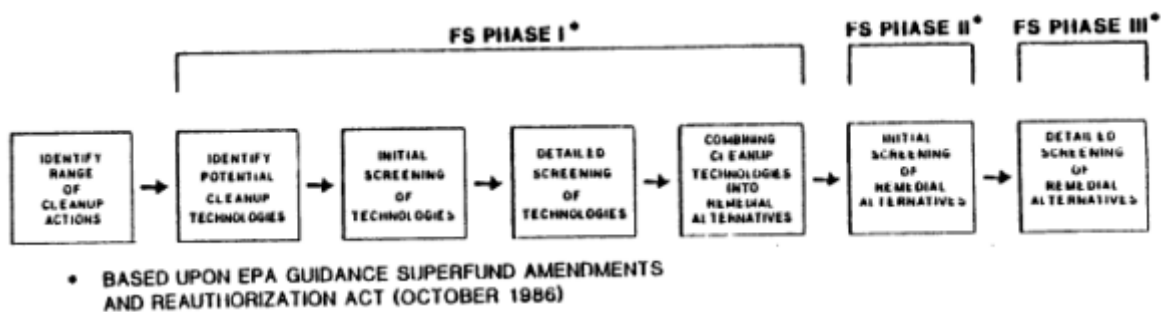 FS PHASE I*
FS PHASE II*
FS PHASE III*
IDENTIFY
RANGE
OF
CLEANUP
ACTIONS
IDENTIFY
POTENTIAL
CLEANUP
TECHNOLOGIES
INITIAL
SCREENING
OF
TECHNOLOGIES
DETAILED
SCREENING
OF
TECHNOLOGIES
COMBINING
CLEANUP
TECHNOLOGIES
INTO
REMEDIAL
ALTERNATIVES
INITIAL
SCREENING
OF
REMEDIAL
ALTERNATIVES
DETAILED
SCREENING
OF
REMEDIAL
ALTERNATIVES
* BASED UPON EPA GUIDANCE SUPERFUND AMENDMENTS
AND REAUTHORIZATION ACT (OCTOBER 1986)